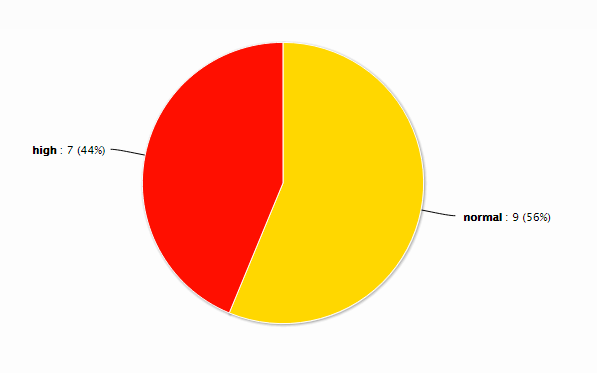 high : 7 (44%)
normal : 9 (56%)